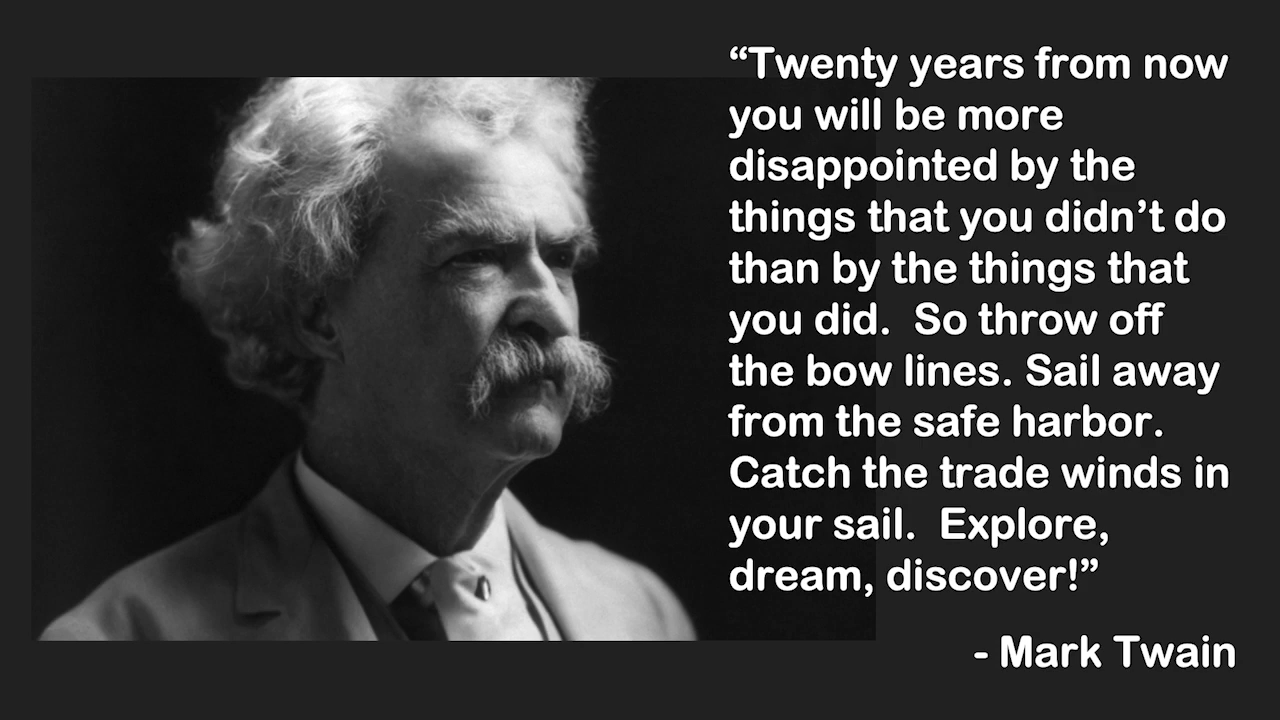 “Twenty years from now
you will be more
disappointed by the
things that you didn’t do
than by the things that
you did.  So throw off
the bow lines. Sail away
from the safe harbor.
Catch the trade winds in
your sail.  Explore,
dream, discover!”
- Mark Twain